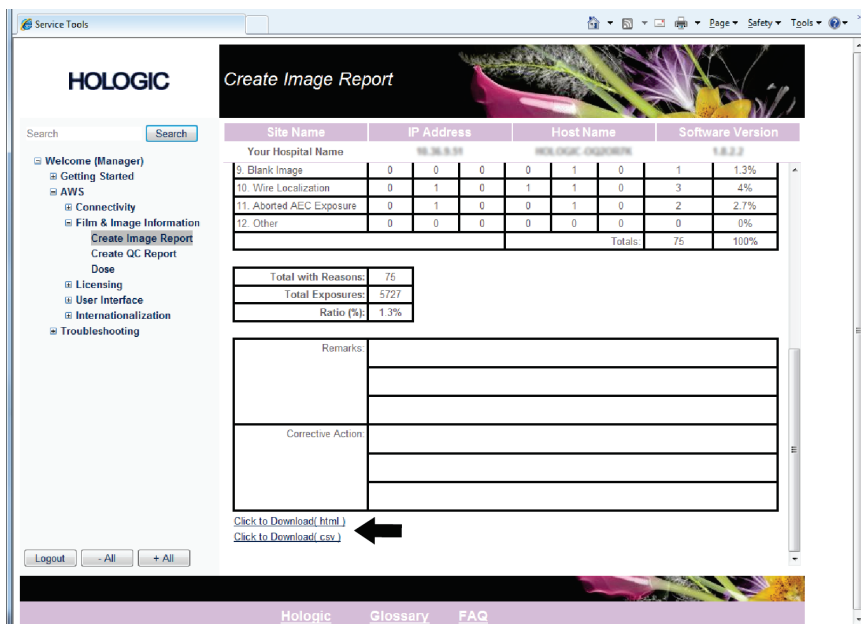 Service Tools
Page Safety Tools
HOLOGIC
Create Image Report
Search Search
Site Name IP Address Host Name Software Version
Your Hospital Name
Welcome (Manager)
Getting Started
AWS
Connectivity
Film & Image Information
Create Image Report
Create QC Report
Dose
Licensing
User Interface
Internationalization
Troubleshooting
9. Blank Image 0 0 0 0 1 0 1 1.3%
10. Wire Localization 0 1 0 1 1 0 3 4%
11. Aborted AEC Exposure 0 1 0 0 1 0 2 2.7%
12. Other 0 0 0 0 0 0 0 0%
Totals: 75 100%
Total with Reasons: 75
Total Exposures: 5727
Ratio (%): 1.3%
Remarks:
Corrective Action:
Click to Download( html )
Click to Download( csv )
Logout - All + All
Hologic Glossary FAQ